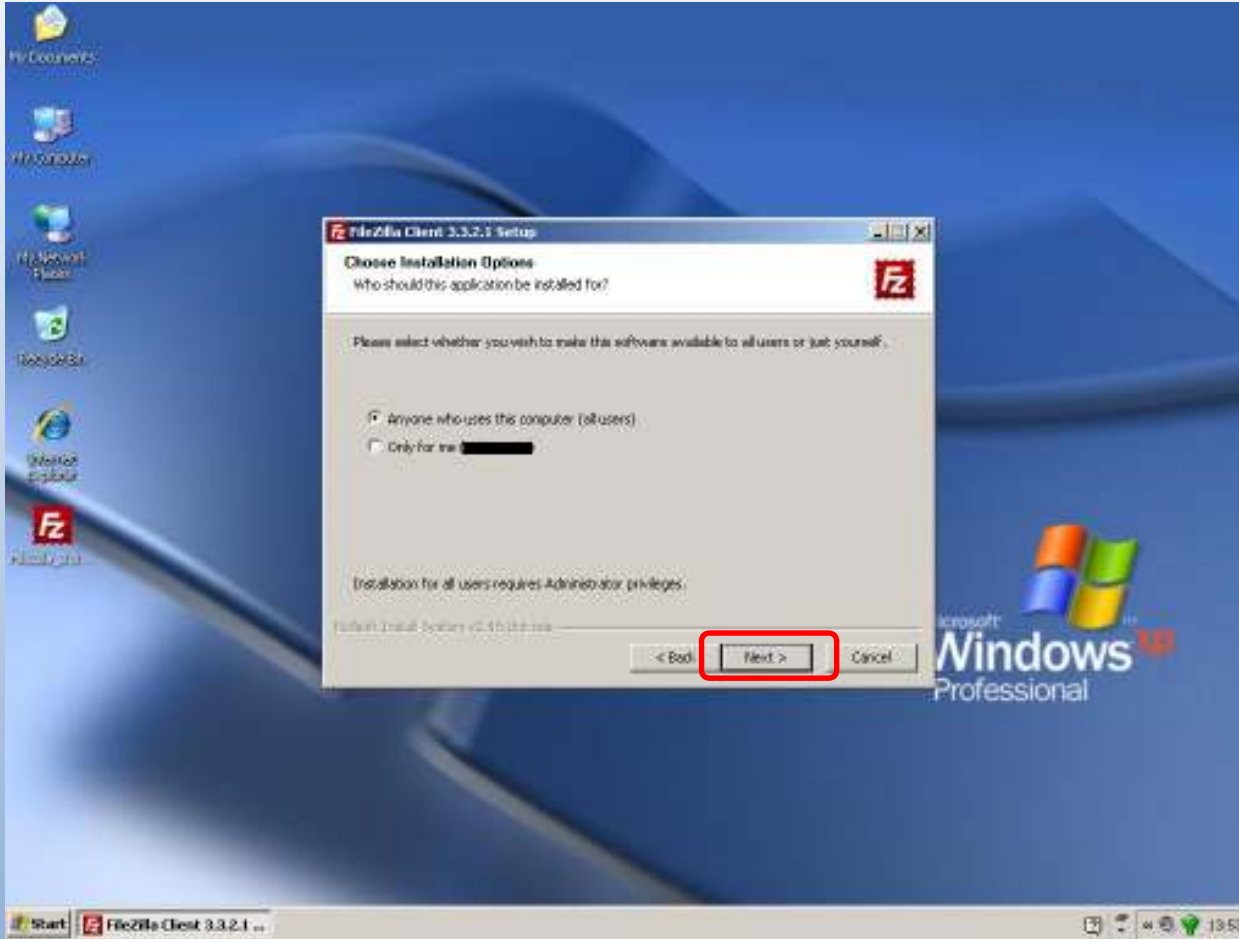 My Documents
My Computer
My Network
Places
Recycle Bin
Internet
Explorer
FileZilla Client 3.3.2.1 Setup
Choose Installation Options
Who should this application be installed for?
Please select whether you wish to make this software available to all users or just yourself.
Anyone who uses this computer (all users)
Only for me (
Installation for all users requires Administrator privileges.
< Back
Next >
Cancel
Microsoft
Windows xp
Professional
Start
FileZilla Client 3.3.2.1 ...